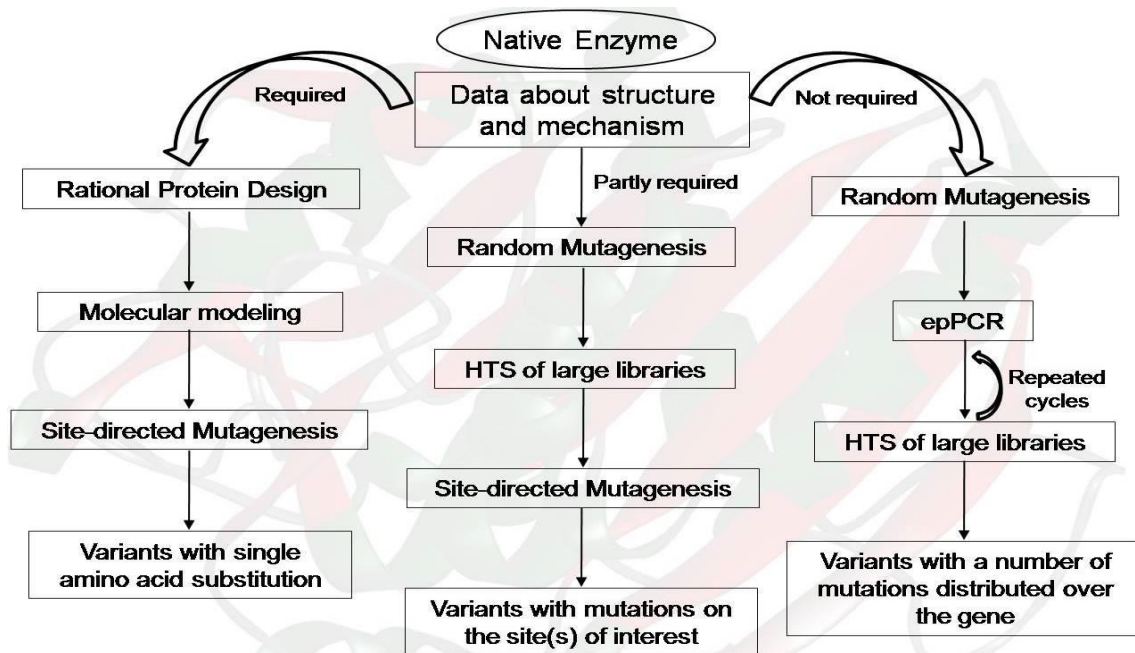 Native Enzyme
Data about structure
and mechanism
Required
Not required
Partly required
Rational Protein Design
Molecular modeling
Site-directed Mutagenesis
Variants with single
amino acid substitution
Random Mutagenesis
HTS of large libraries
Site-directed Mutagenesis
Variants with mutations on
the site(s) of interest
Random Mutagenesis
epPCR
Repeated
cycles
HTS of large libraries
Variants with a number of
mutations distributed over
the gene